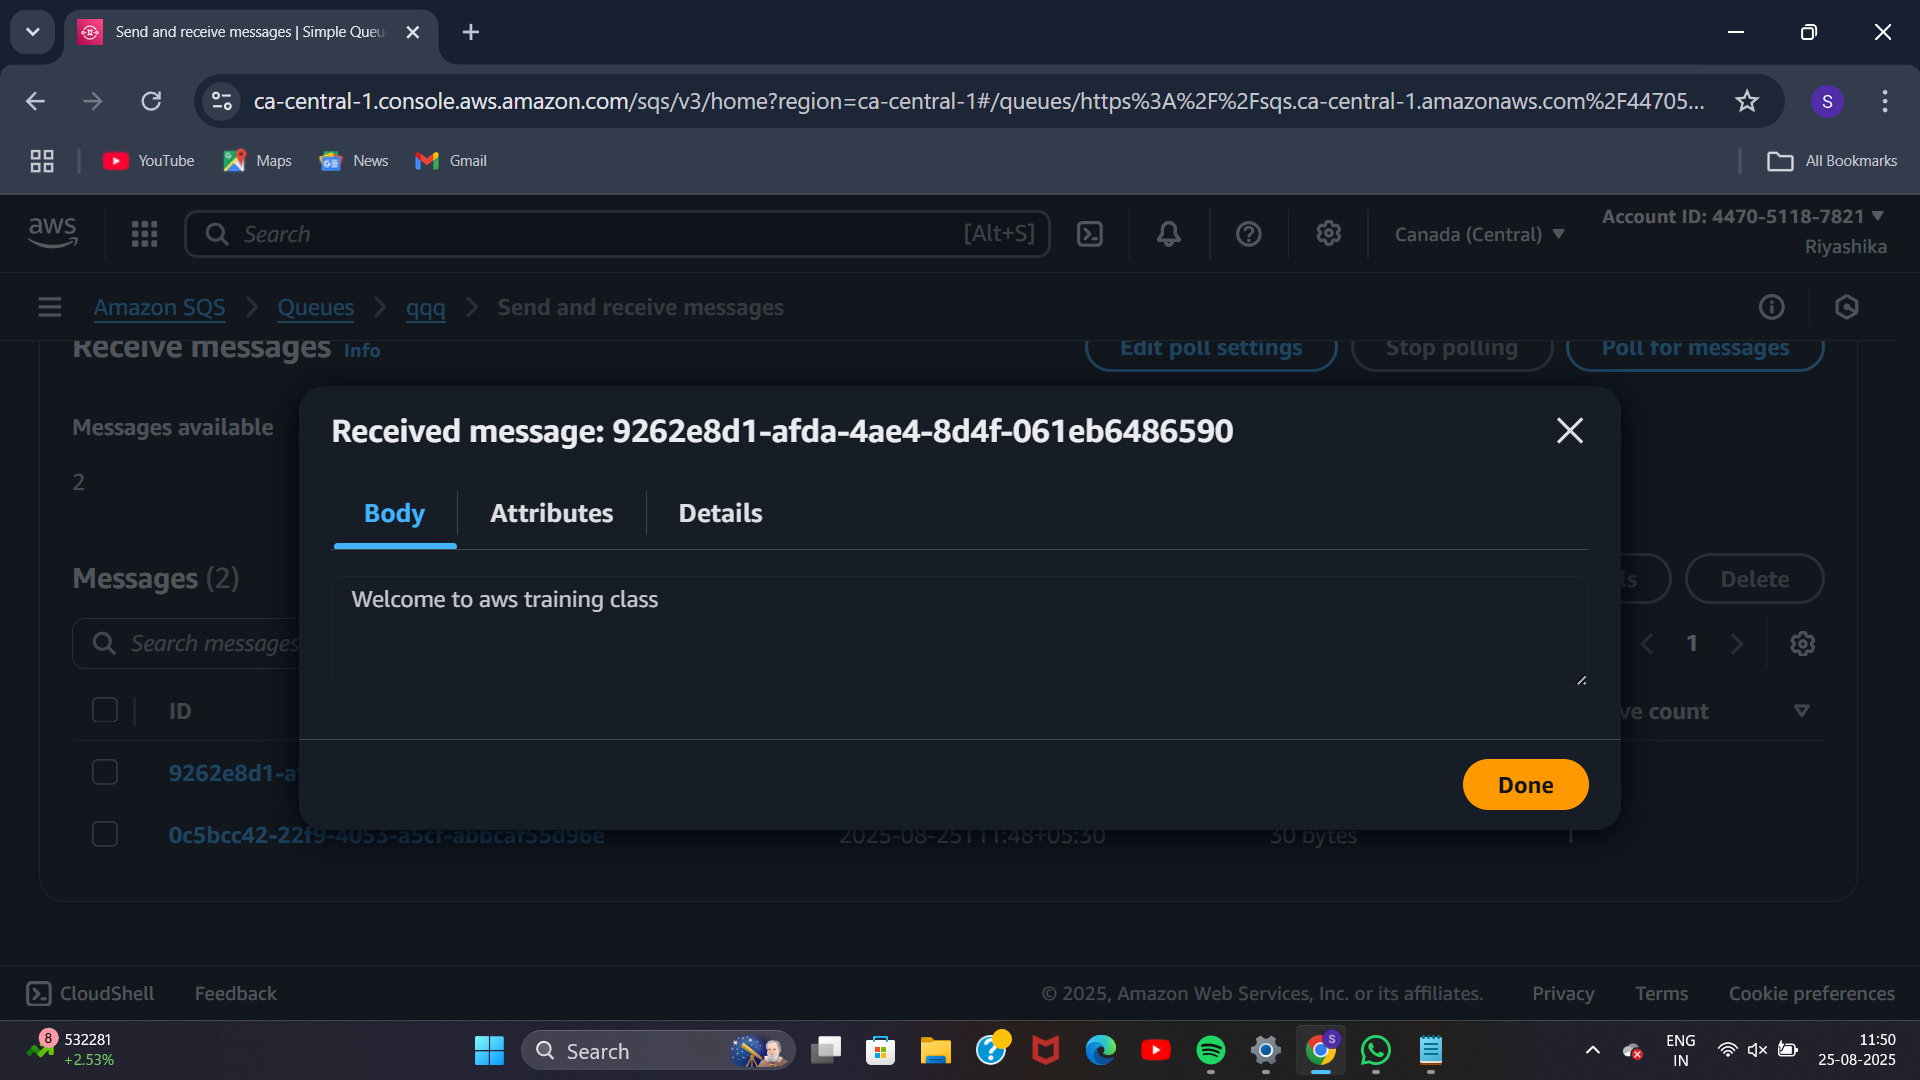 Send and receive messages | Simple Queu
ca-central-1.console.aws.amazon.com/sqs/v3/home?region=ca-central-1#/queues/https%3A%2F%2Fsqs.ca-central-1.amazonaws.com%2F44705...
S
YouTube
Maps
News
Gmail
All Bookmarks
aws
Search
[Alt+S]
Canada (Central)
Account ID: 4470-5118-7821
Riyashika
Amazon SQS
Queues
qqq
Send and receive messages
Receive messages Info
Edit poll settings
Stop polling
Poll for messages
Messages available
2
Received message: 9262e8d1-afda-4ae4-8d4f-061eb6486590
Body
Attributes
Details
Welcome to aws training class
Messages (2)
Delete
Search messages
1
ID
ve count
9262e8d1-a
Done
0c5bcc42-22f9-4053-a5cf-abbcaf55d96e
2025-08-25T11:48+05:30
30 bytes
1
CloudShell
Feedback
© 2025, Amazon Web Services, Inc. or its affiliates.
Privacy
Terms
Cookie preferences
8
532281
+2.53%
Search
S
ENG
IN
11:50
25-08-2025